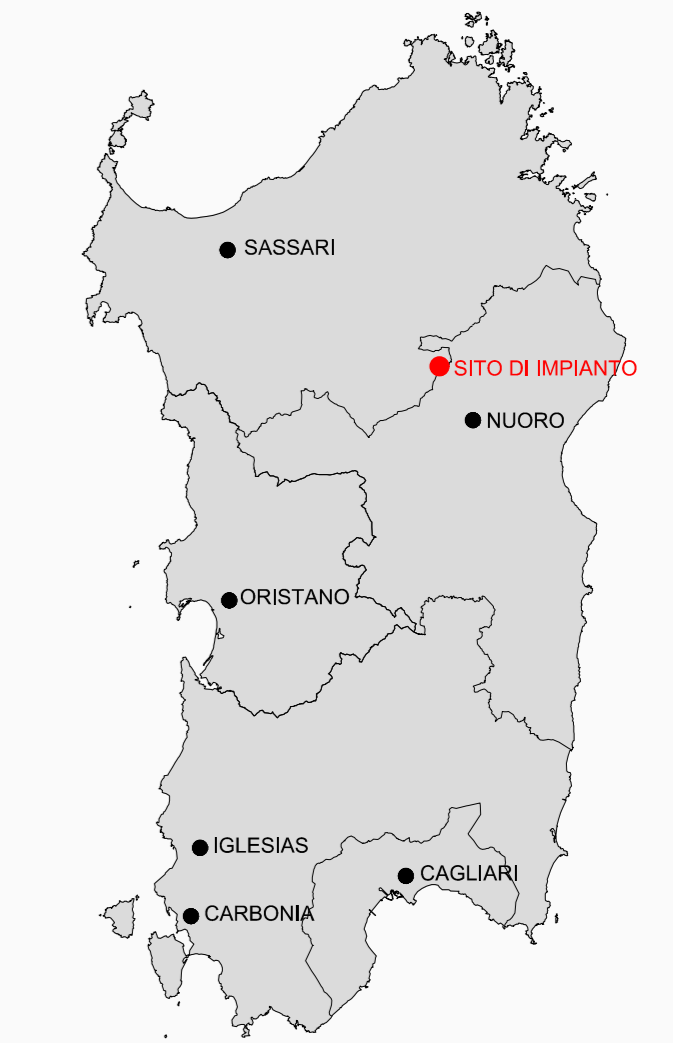 SASSARI
SITO DI IMPIANTO
NUORO
ORISTANO
IGLESIAS
CAGLIARI
CARBONIA